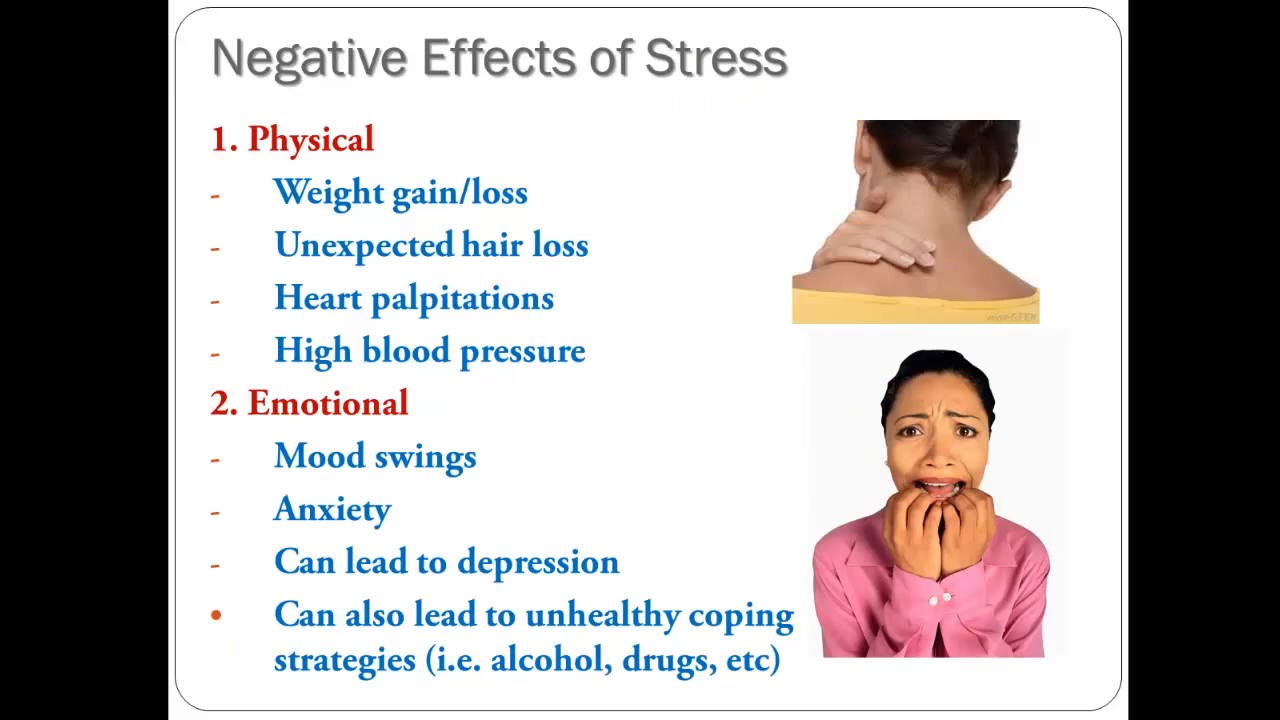 Negative Effects of Stress
1. Physical
- Weight gain/loss
- Unexpected hair loss
- Heart palpitations
- High blood pressure
2. Emotional
- Mood swings
- Anxiety
- Can lead to depression
• Can also lead to unhealthy coping
strategies (i.e. alcohol, drugs, etc)